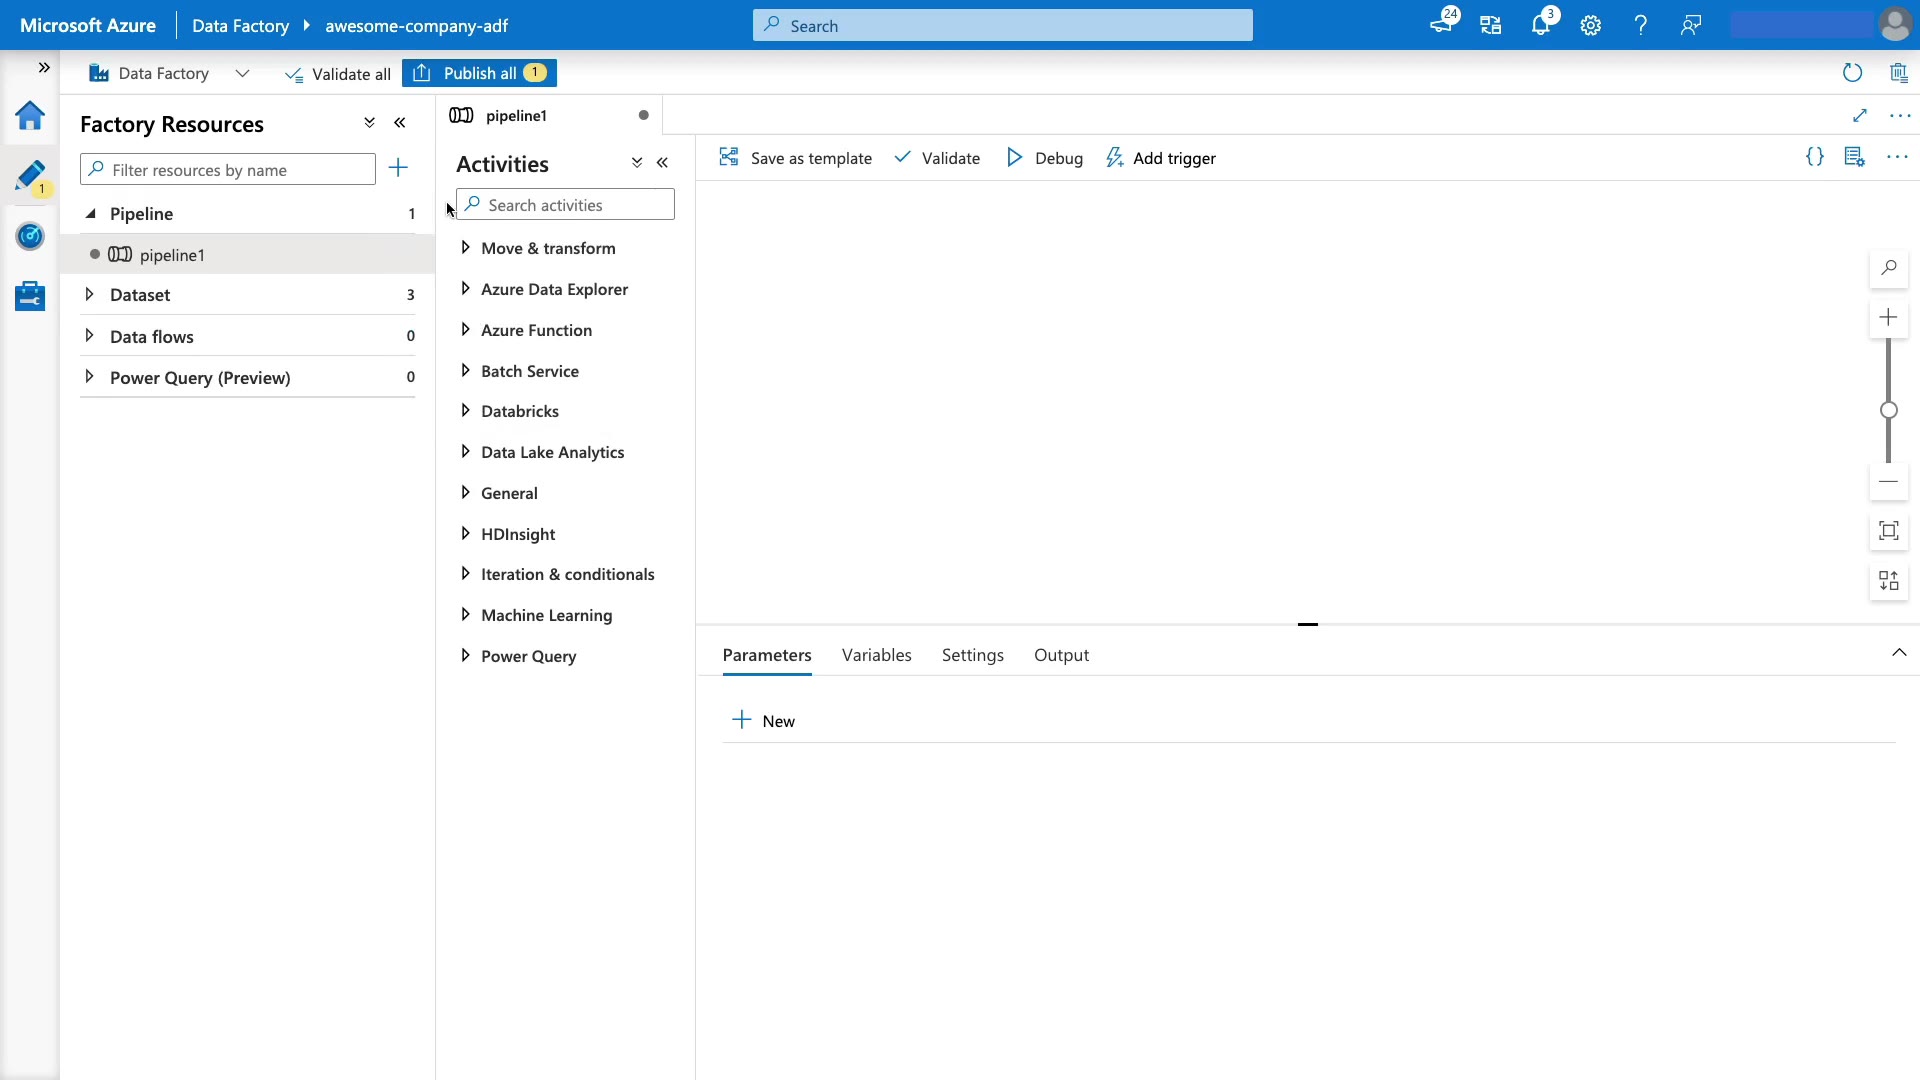 Microsoft Azure
Data Factory
awesome-company-adf
Search
24
3
Data Factory
Validate all
Publish all
1
Factory Resources
Filter resources by name
1
Pipeline
1
pipeline1
Dataset
3
Data flows
0
Power Query (Preview)
0
pipeline1
Activities
Search activities
Move & transform
Azure Data Explorer
Azure Function
Batch Service
Databricks
Data Lake Analytics
General
HDInsight
Iteration & conditionals
Machine Learning
Power Query
Save as template
Validate
Debug
Add trigger
Parameters
Variables
Settings
Output
New